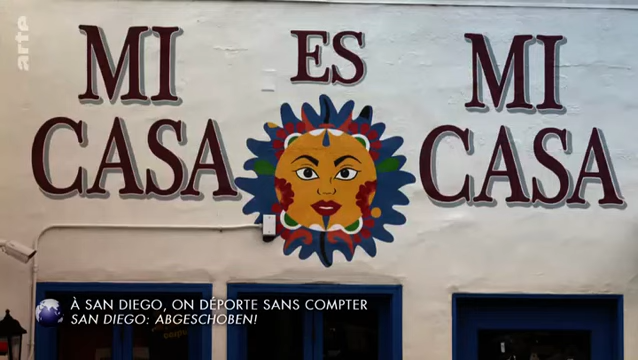 arte
MI ES MI
CASA CASA
À SAN DIEGO, ON DÉPORTE SANS COMPTER
SAN DIEGO: ABGESCHOBEN!